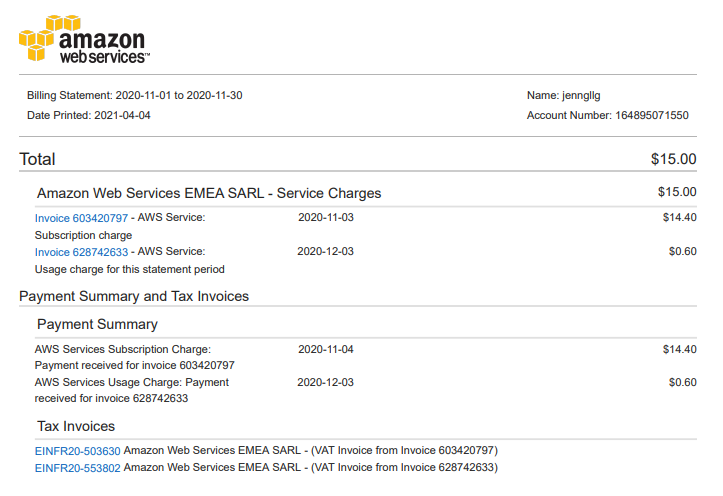 amazon
web services™
Billing Statement: 2020-11-01 to 2020-11-30
Name: jenngllg
Date Printed: 2021-04-04
Account Number: 164895071550
Total $15.00
Amazon Web Services EMEA SARL - Service Charges $15.00
Invoice 603420797 - AWS Service: 2020-11-03 $14.40
Subscription charge
Invoice 628742633 - AWS Service: 2020-12-03 $0.60
Usage charge for this statement period
Payment Summary and Tax Invoices
Payment Summary
AWS Services Subscription Charge: 2020-11-04 $14.40
Payment received for invoice 603420797
AWS Services Usage Charge: Payment 2020-12-03 $0.60
received for invoice 628742633
Tax Invoices
EINFR20-503630 Amazon Web Services EMEA SARL - (VAT Invoice from Invoice 603420797)
EINFR20-553802 Amazon Web Services EMEA SARL - (VAT Invoice from Invoice 628742633)